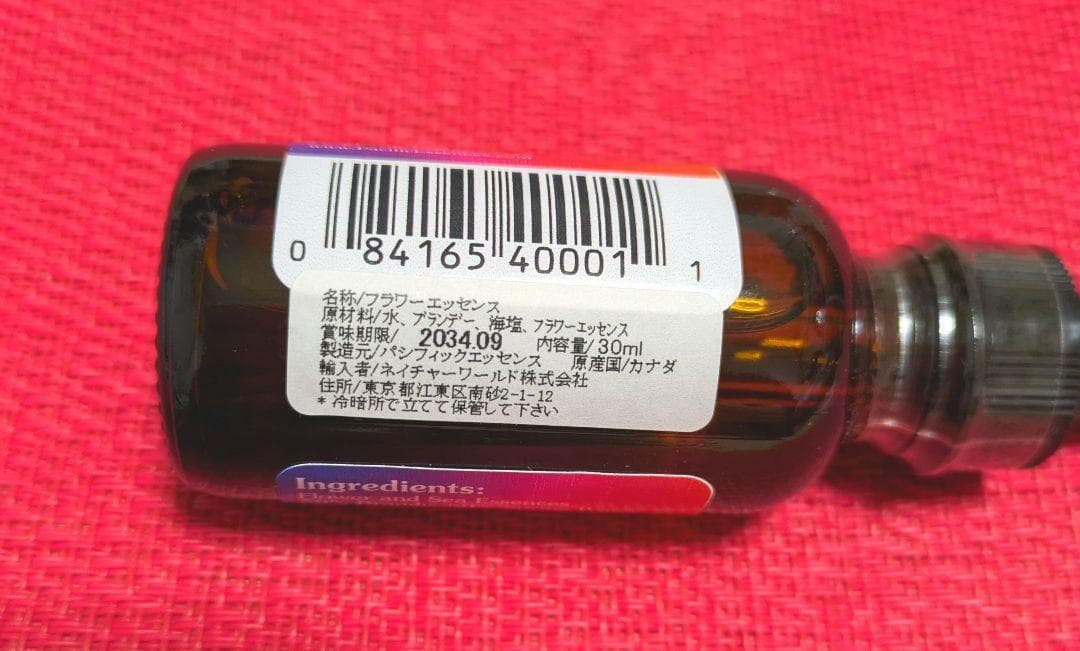 0 84165 40001 1
名称/フラワーエッセンス
原材料/水、ブランデー、海塩、フラワーエッセンス
賞味期限/ 2034.09 内容量/30ml
製造元/パシフィックエッセンス 原産国/カナダ
輸入者/ネイチャーワールド株式会社
住所/東京都江東区南砂2-1-12
* 冷暗所で立てて保管して下さい
Ingredients:
Flower and Sea Essences